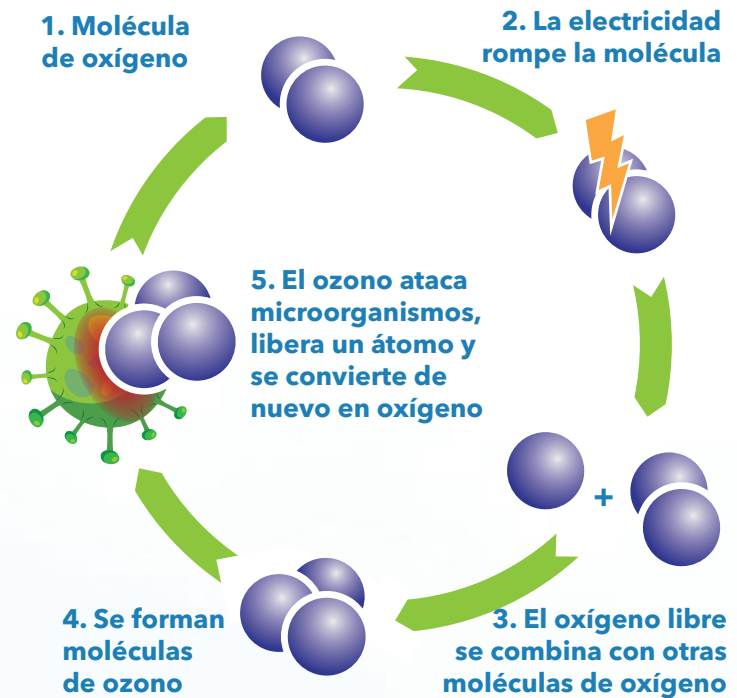 1. Molécula
de oxígeno
2. La electricidad
rompe la molécula
+
3. El oxígeno libre
se combina con otras
moléculas de oxígeno
4. Se forman
moléculas
de ozono
5. El ozono ataca
microorganismos,
libera un átomo y
se convierte de
nuevo en oxígeno